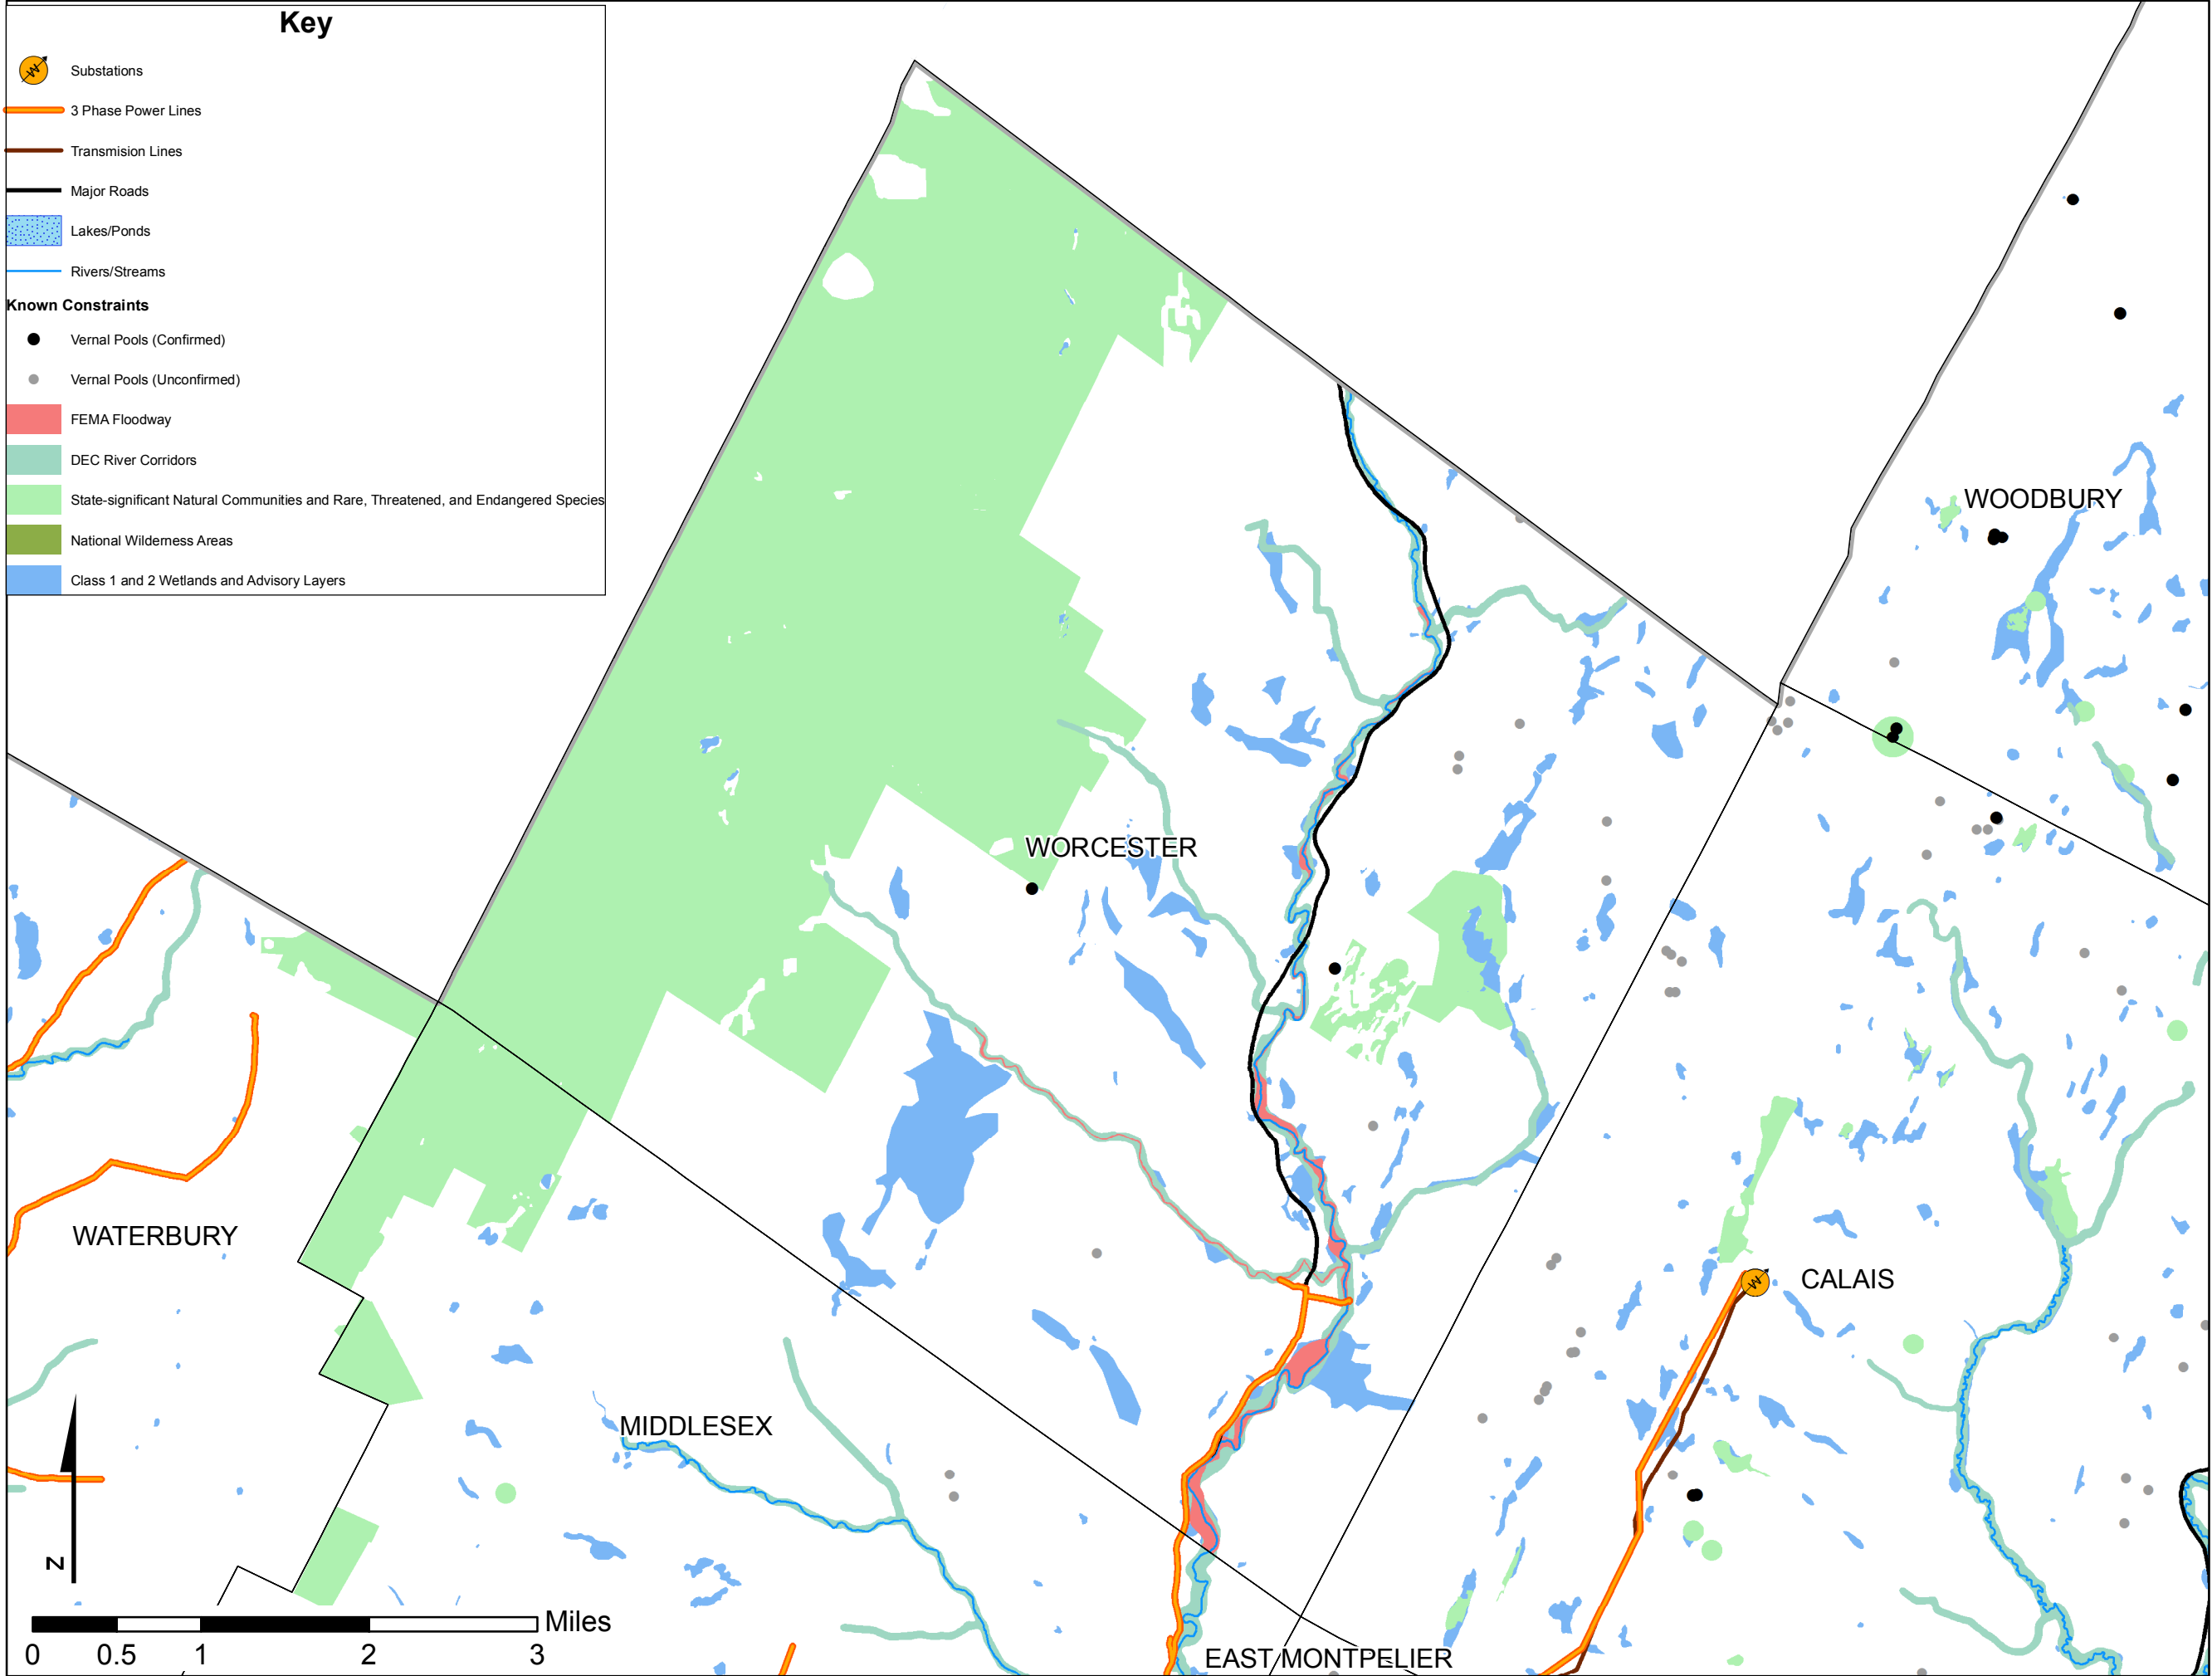 Key
W
Substations
3 Phase Power Lines
Transmision Lines
Major Roads
Lakes/Ponds
Rivers/Streams
Known Constraints
Vernal Pools (Confirmed)
Vernal Pools (Unconfirmed)
FEMA Floodway
DEC River Corridors
State-significant Natural Communities and Rare, Threatened, and Endangered Species
National Wilderness Areas
Class 1 and 2 Wetlands and Advisory Layers
WOODBURY
WORCESTER
WATERBURY
W
CALAIS
MIDDLESEX
N
Miles
0 0.5 1 2 3
EAST MONTPELIER